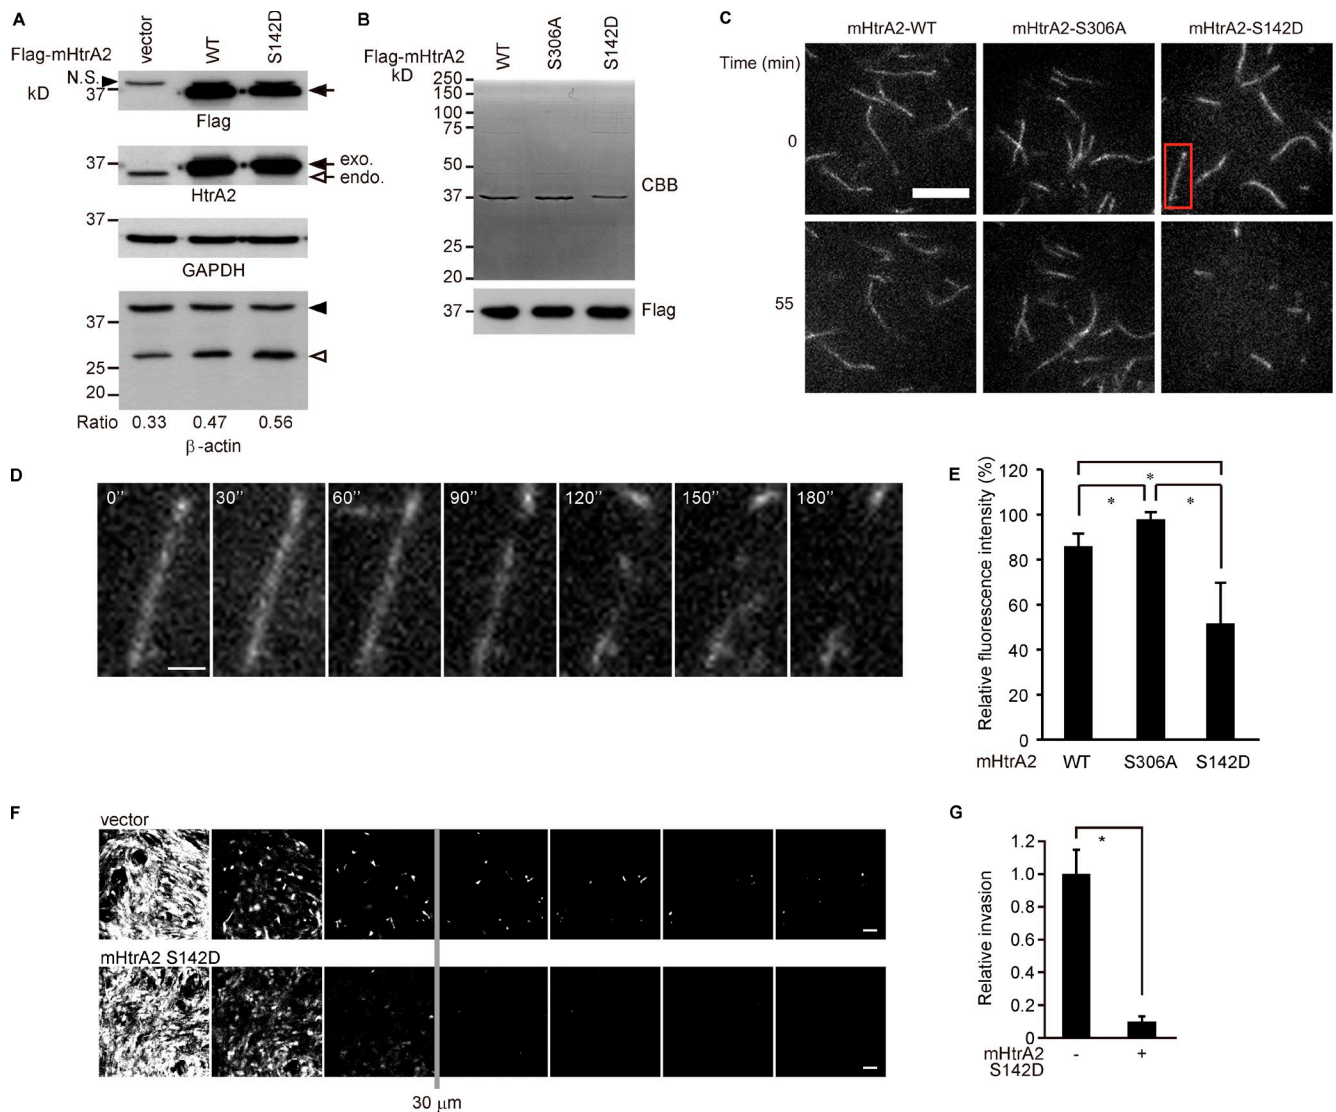 A
Flag-mHtrA2
vector
WT
S142D
N.S.
kD
37
Flag
37
exo.
endo.
HtrA2
37
GAPDH
37
25
20
Ratio 0.33 0.47 0.56
β-actin
B
Flag-mHtrA2
kD
WT
S306A
S142D
250
150
100
75
50
37
25
20
CBB
37
Flag
C
mHtrA2-WT mHtrA2-S306A mHtrA2-S142D
Time (min)
0
55
D
0’’ 30’’ 60’’ 90’’ 120’’ 150’’ 180’’
E
Relative fluorescence intensity (%)
120
100
80
60
40
20
0
* * *
mHtrA2 WT S306A S142D
F
vector
mHtrA2 S142D
30 μm
G
Relative invasion
1.2
1.0
0.8
0.6
0.4
0.2
0
*
mHtrA2 - +
S142D